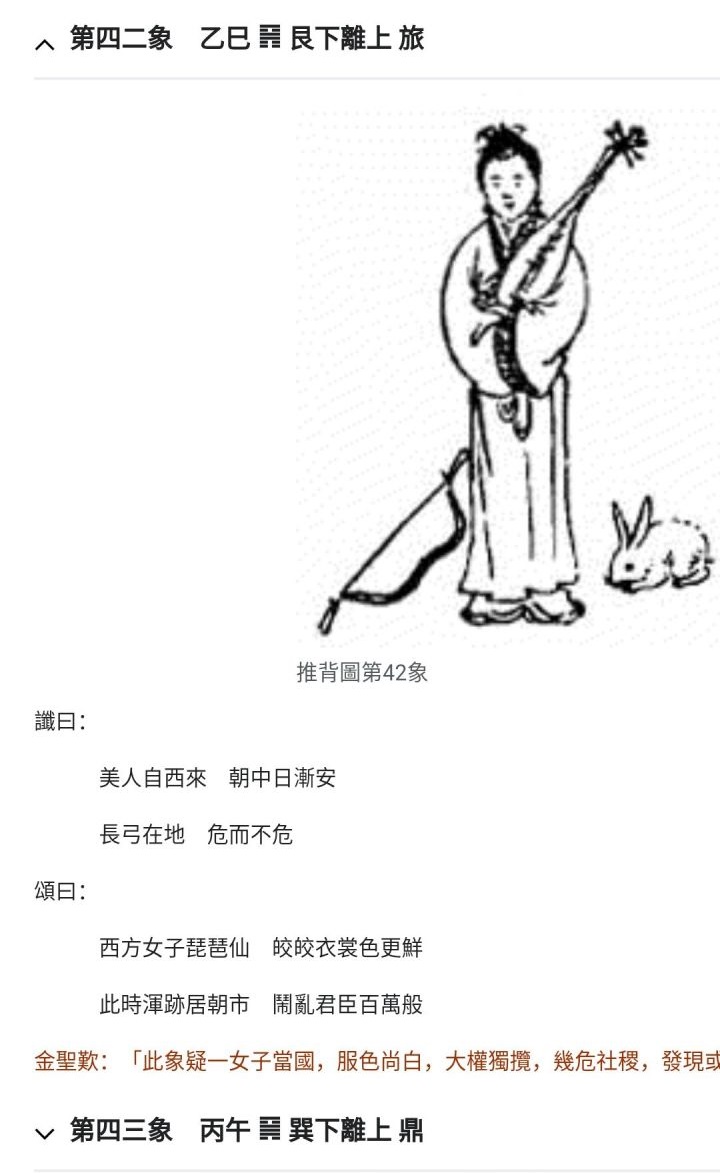 第四二象　乙巳 ䷷ 艮下離上 旅
推背圖第42象
讖曰：
美人自西來　朝中日漸安
長弓在地　危而不危
頌曰：
西方女子琵琶仙　皎皎衣裳色更鮮
此時渾跡居朝市　鬧亂君臣百萬般
金聖歎：「此象疑一女子當國，服色尚白，大權獨攬，幾危社稷，發現或
第四三象　丙午 ䷱ 巽下離上 鼎